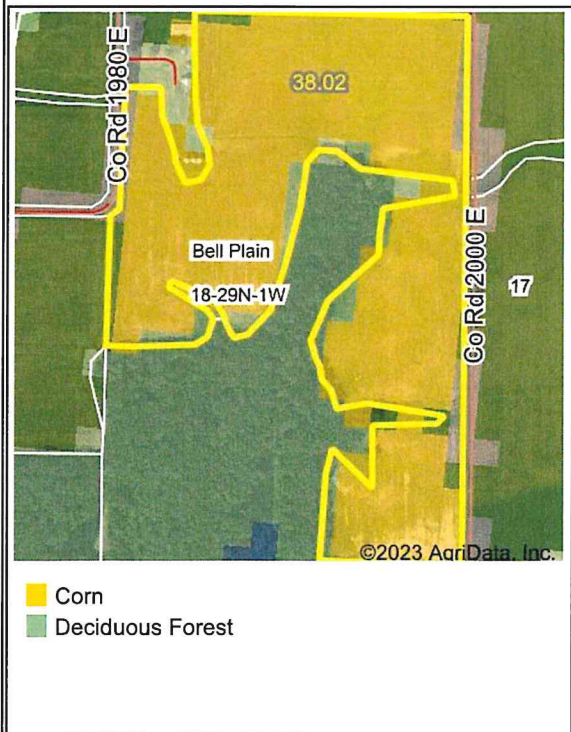 Co Rd 1980 E
38.02
Bell Plain
18-29N-1W
17
Co Rd 2000 E
©2023 AgriData, Inc.
Corn
Deciduous Forest